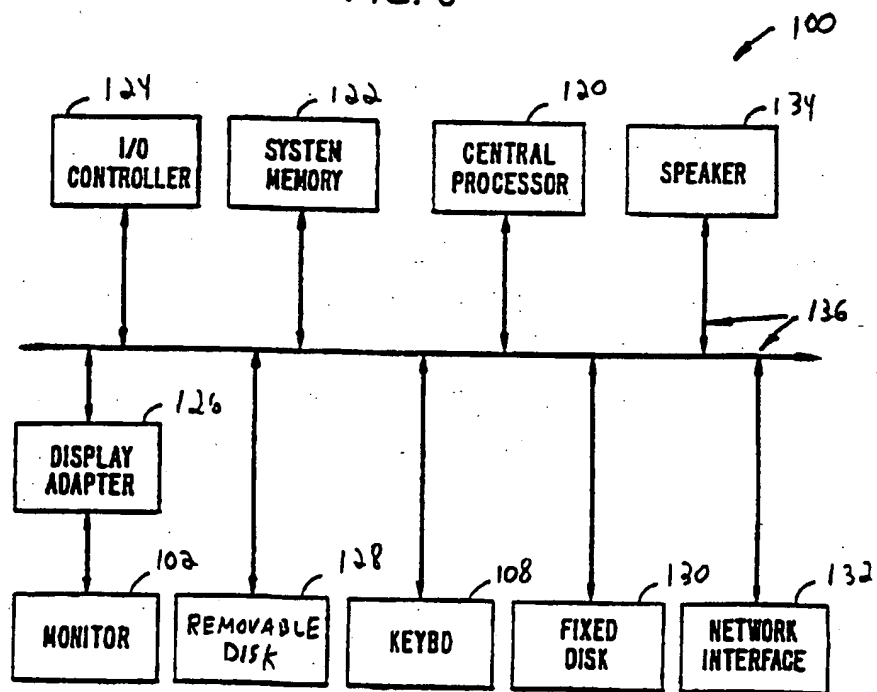 100
124
122
120
134
I/O
CONTROLLER
SYSTEM
MEMORY
CENTRAL
PROCESSOR
SPEAKER
136
126
DISPLAY
ADAPTER
102
128
108
130
132
MONITOR
REMOVABLE
DISK
KEYBD
FIXED
DISK
NETWORK
INTERFACE